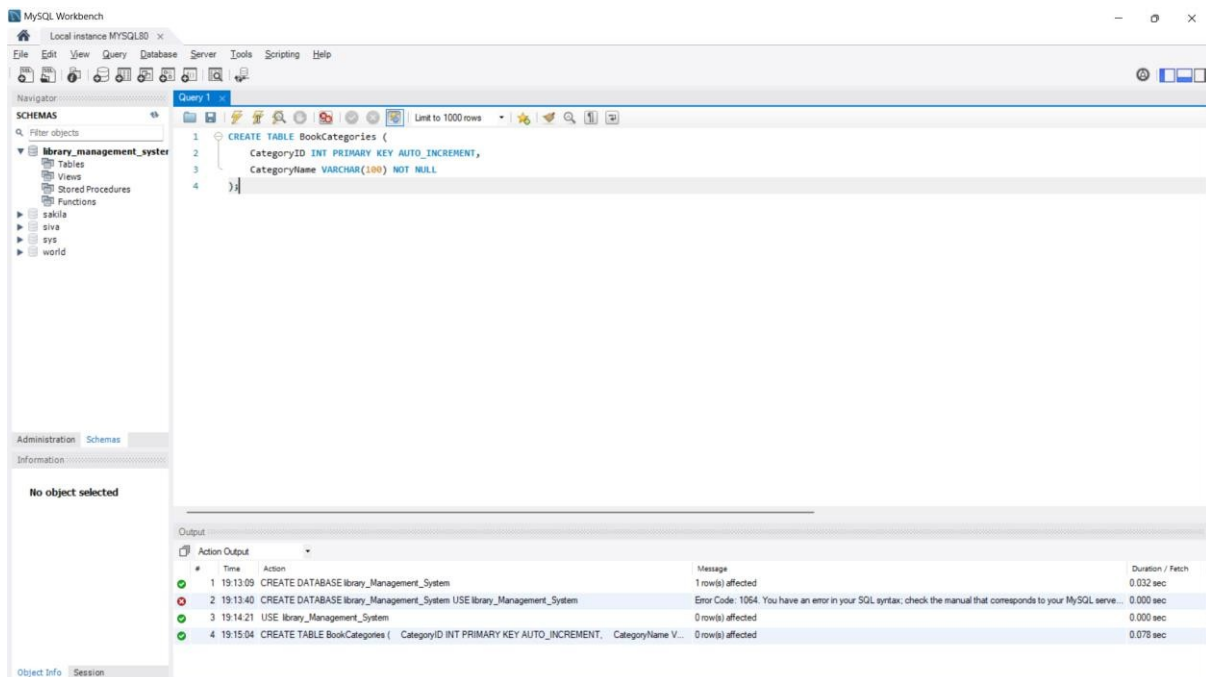 MySQL Workbench
Local instance MYSQL80 ×
File Edit View Query Database Server Tools Scripting Help
Navigator
Query 1 ×
SCHEMAS
Limit to 1000 rows
Filter objects
library_management_syster
Tables
Views
Stored Procedures
Functions
sakila
siva
sys
world
1 CREATE TABLE BookCategories (
2 CategoryID INT PRIMARY KEY AUTO_INCREMENT,
3 CategoryName VARCHAR(100) NOT NULL
4 );
Administration Schemas
Information
No object selected
Output
Action Output
# Time Action Message Duration / Fetch
1 19:13:09 CREATE DATABASE library_Management_System 1 row(s) affected 0.032 sec
2 19:13:40 CREATE DATABASE library_Management_System USE library_Management_System Error Code: 1064. You have an error in your SQL syntax; check the manual that corresponds to your MySQL serve... 0.000 sec
3 19:14:21 USE library_Management_System 0 row(s) affected 0.000 sec
4 19:15:04 CREATE TABLE BookCategories ( CategoryID INT PRIMARY KEY AUTO_INCREMENT, CategoryName V... 0 row(s) affected 0.078 sec
Object Info Session